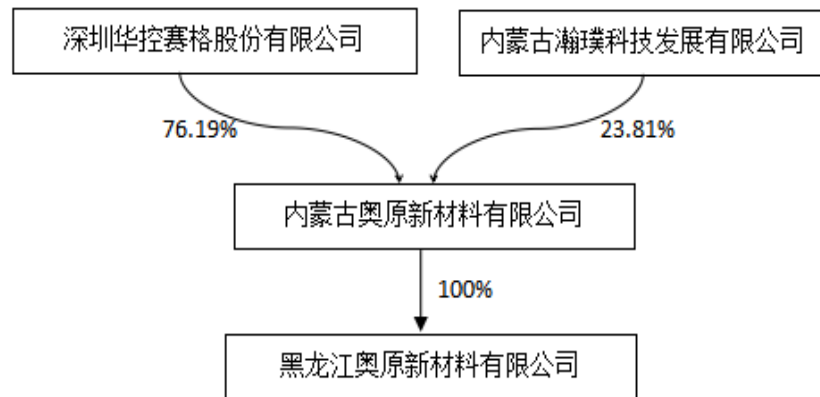 深圳华控赛格股份有限公司
内蒙古瀚璞科技发展有限公司
76.19%
23.81%
内蒙古奥原新材料有限公司
100%
黑龙江奥原新材料有限公司